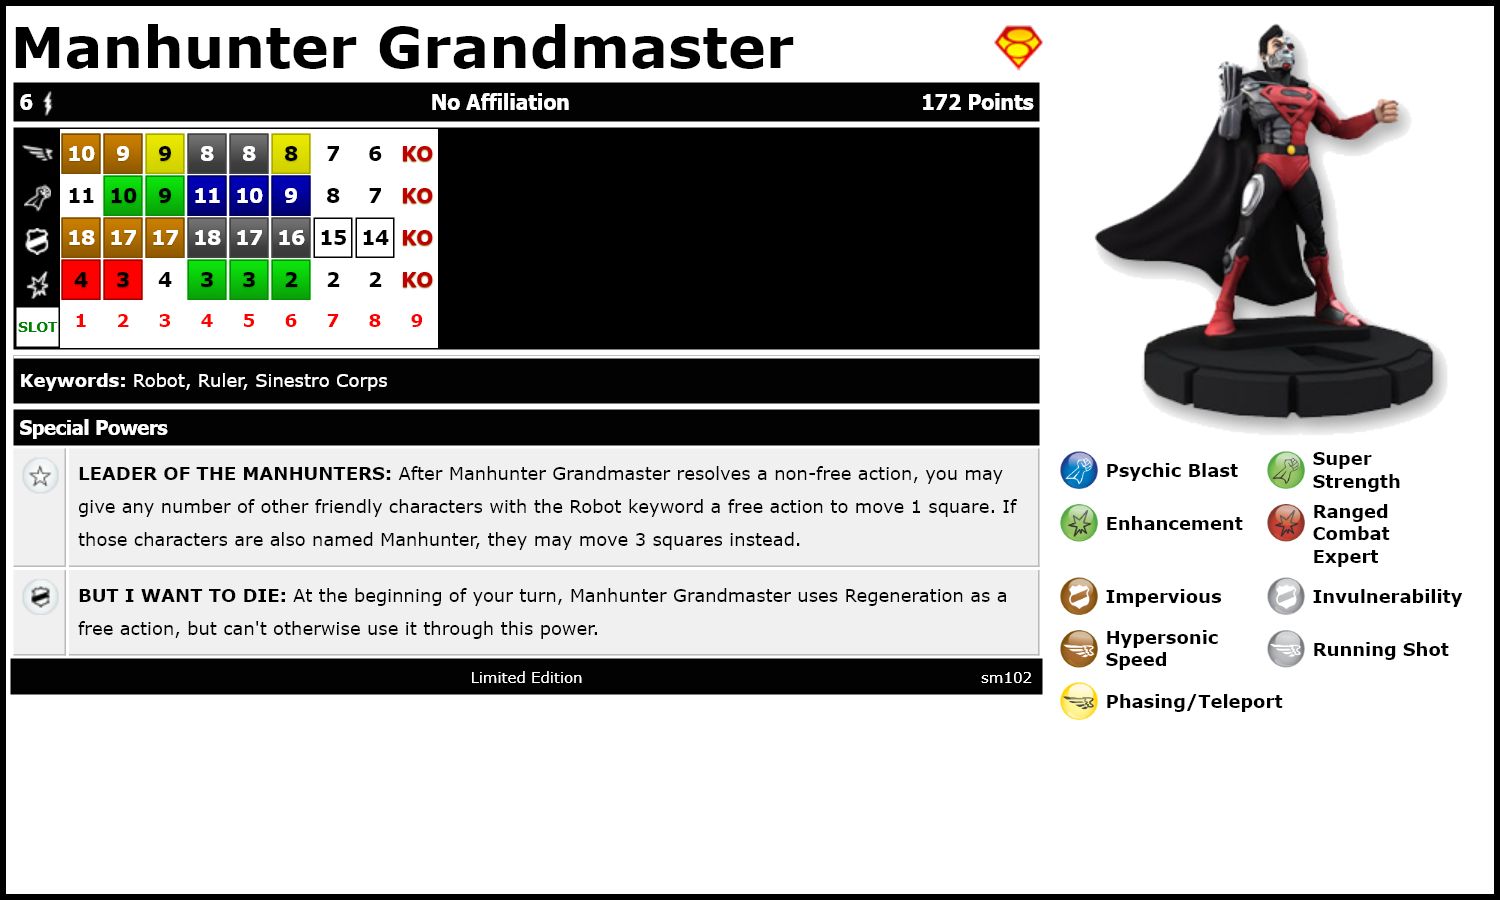 Manhunter Grandmaster
6 No Affiliation 172 Points
10 9 9 8 8 8 7 6 KO
11 10 9 11 10 9 8 7 KO
18 17 17 18 17 16 15 14 KO
4 3 4 3 3 2 2 2 KO
SLOT 1 2 3 4 5 6 7 8 9
Keywords: Robot, Ruler, Sinestro Corps
Special Powers
LEADER OF THE MANHUNTERS: After Manhunter Grandmaster resolves a non-free action, you may
give any number of other friendly characters with the Robot keyword a free action to move 1 square. If
those characters are also named Manhunter, they may move 3 squares instead.
BUT I WANT TO DIE: At the beginning of your turn, Manhunter Grandmaster uses Regeneration as a
free action, but can't otherwise use it through this power.
Limited Edition sm102
Psychic Blast
Super
Strength
Enhancement
Ranged
Combat
Expert
Impervious
Invulnerability
Hypersonic
Speed
Running Shot
Phasing/Teleport